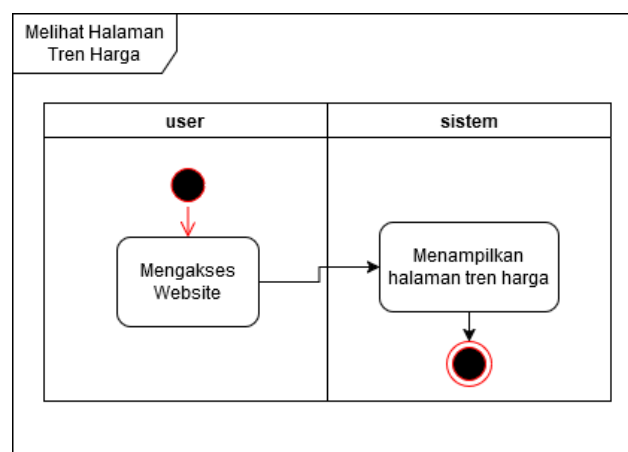 Melihat Halaman
Tren Harga
user
sistem
Mengakses
Website
Menampilkan
halaman tren harga